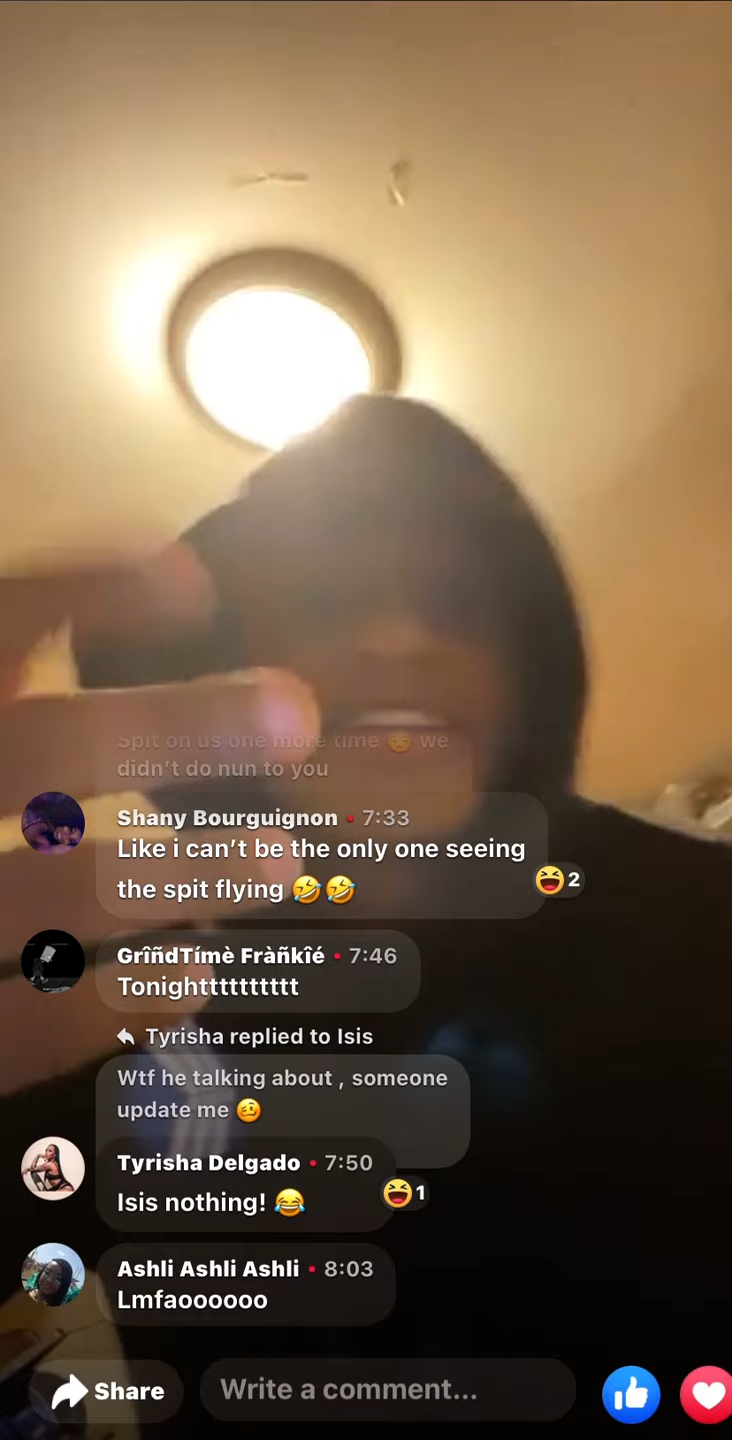 Spit on us one more time 😴 we
didn't do nun to you
Shany Bourguignon • 7:33
Like i can't be the only one seeing
the spit flying 🤣🤣
😆2
GrîñdTímè Fràñkîé • 7:46
Tonightttttttttt
Tyrisha replied to Isis
Wtf he talking about , someone
update me 🥴
Tyrisha Delgado • 7:50
Isis nothing! 😂
😆1
Ashli Ashli Ashli • 8:03
Lmfaoooooo
Share
Write a comment...